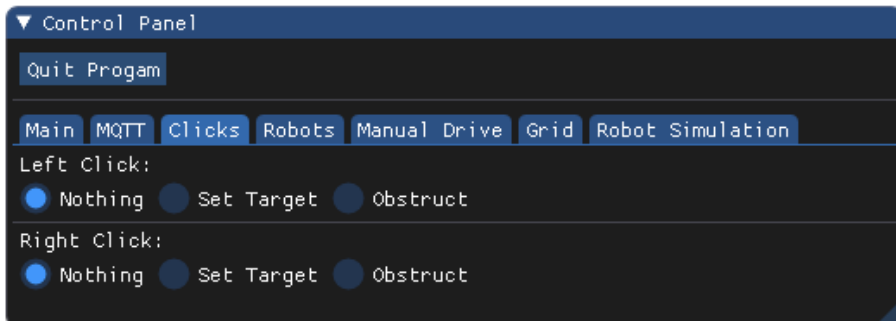 Control Panel
Quit Progam
Main MQTT Clicks Robots Manual Drive Grid Robot Simulation
Left Click:
Nothing Set Target Obstruct
Right Click:
Nothing Set Target Obstruct